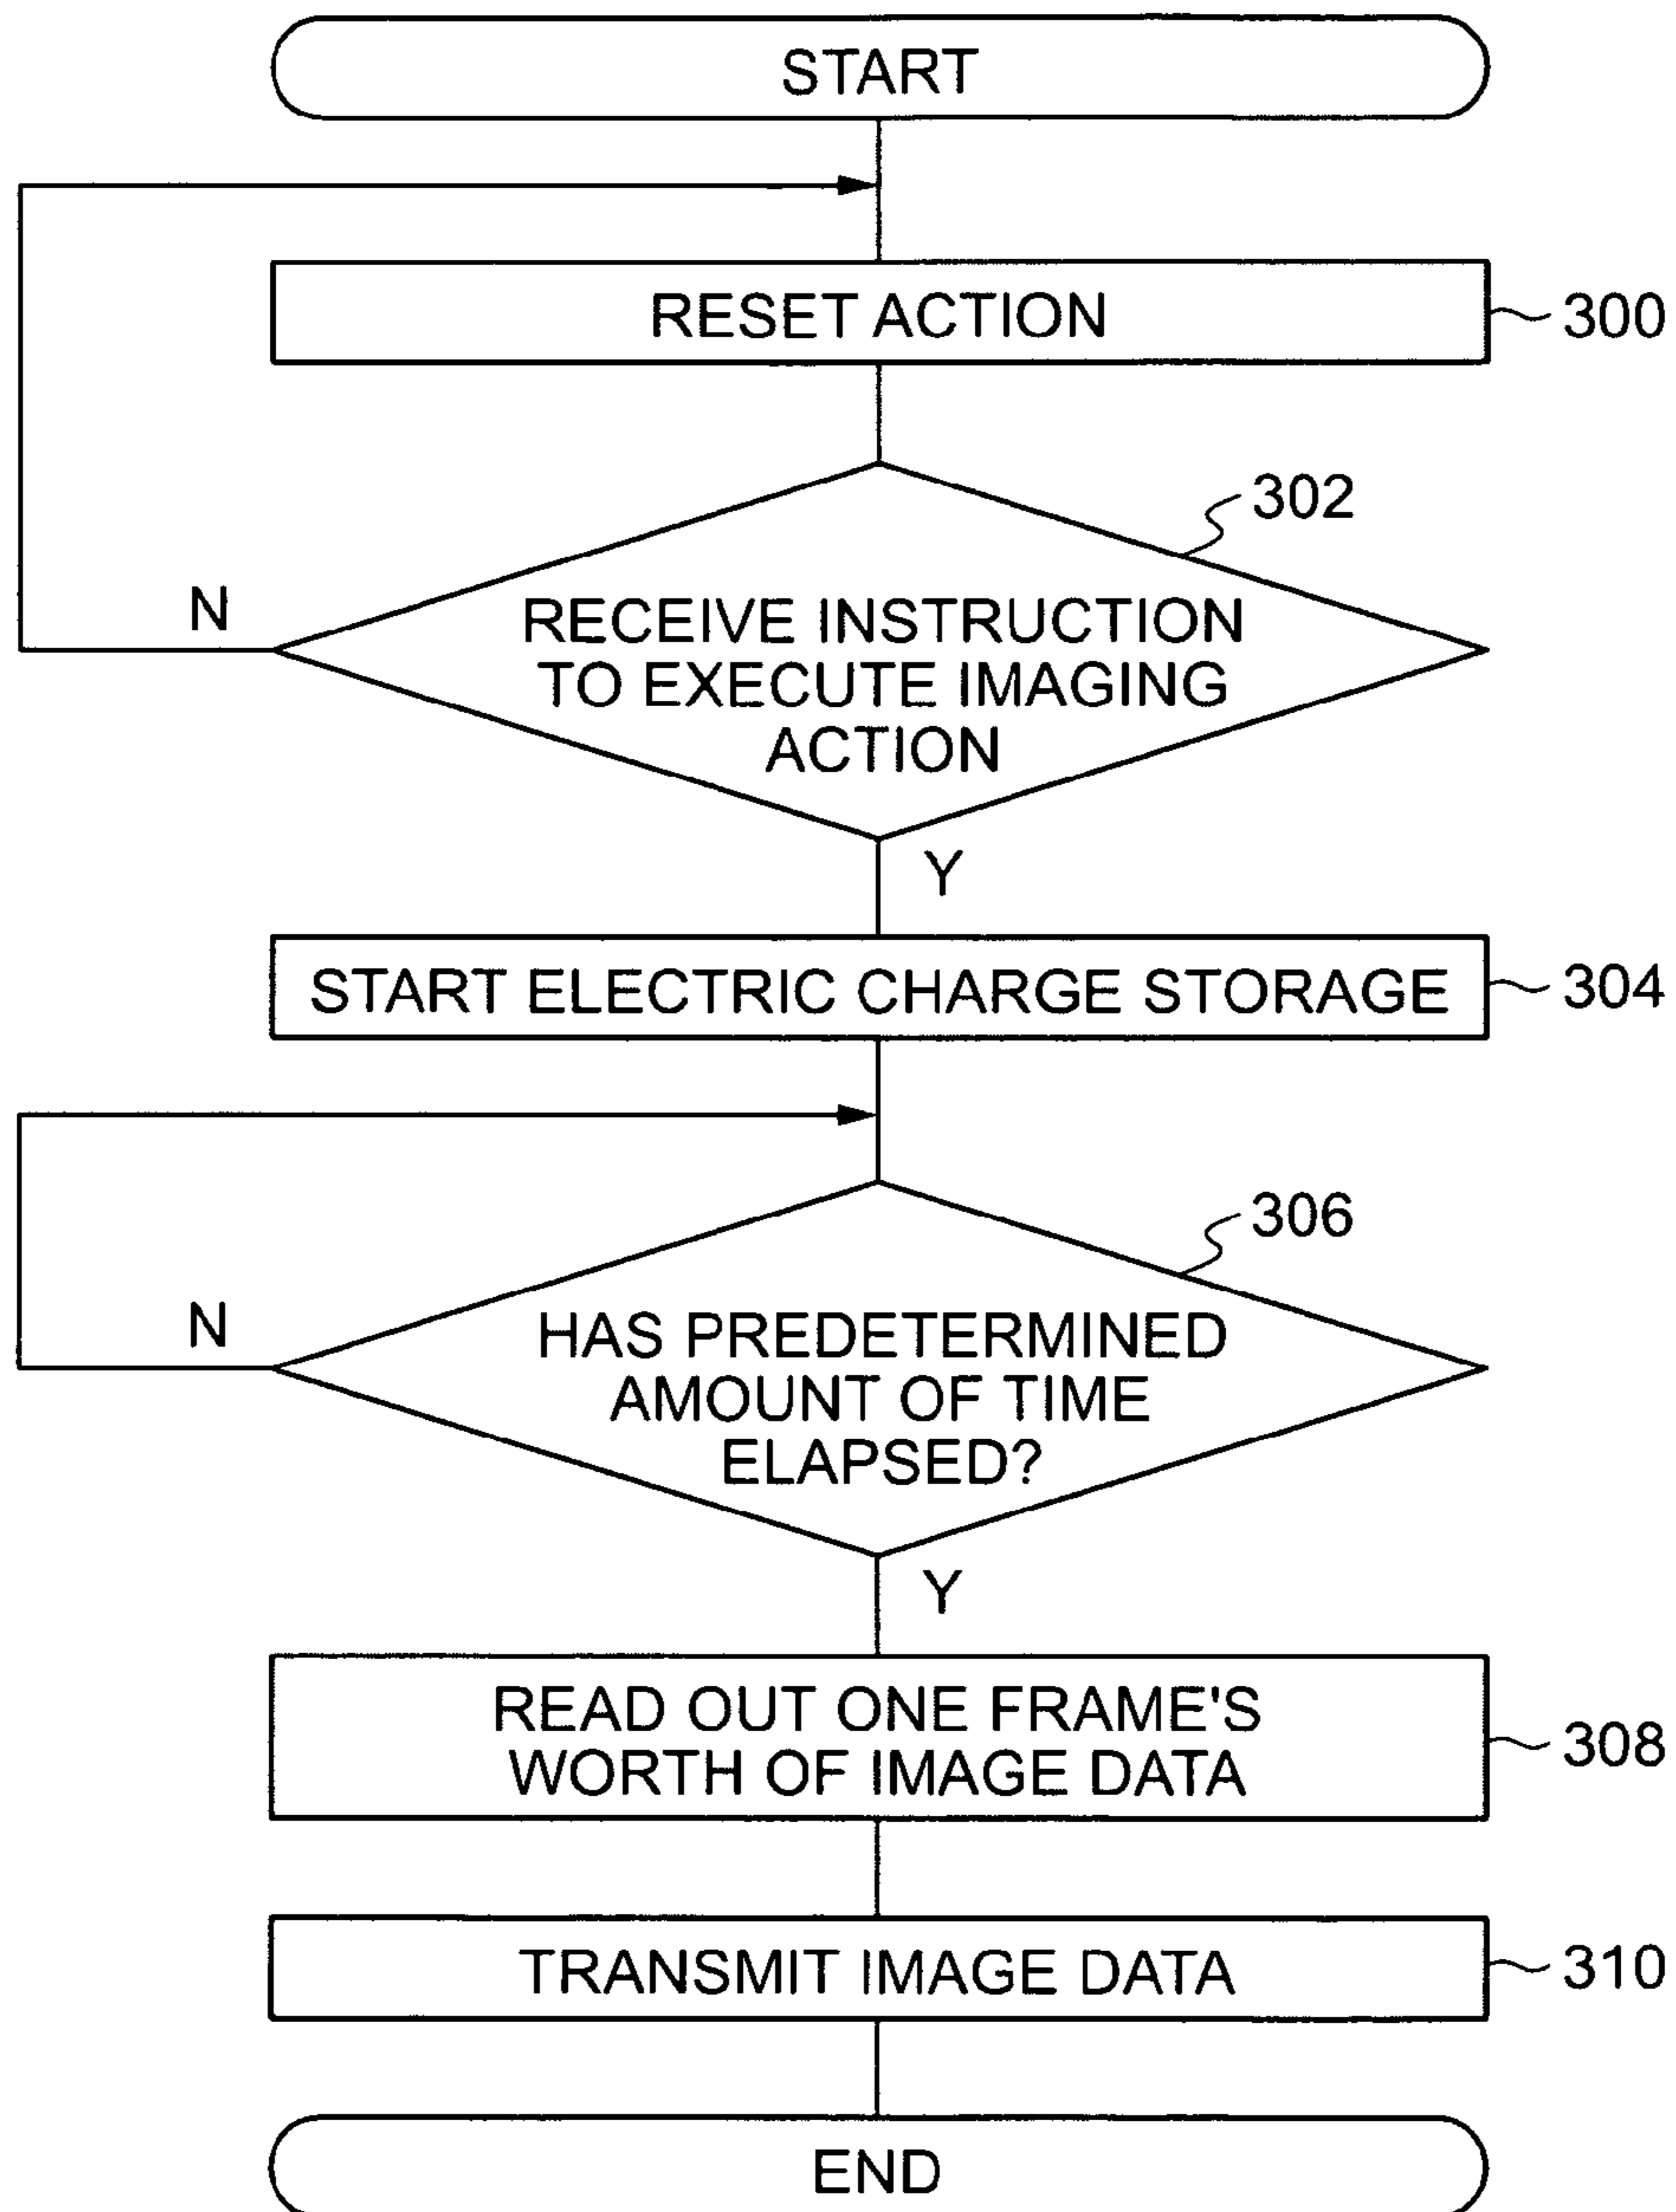 START
RESET ACTION
300
302
RECEIVE INSTRUCTION
TO EXECUTE IMAGING
ACTION
N
Y
START ELECTRIC CHARGE STORAGE
304
306
HAS PREDETERMINED
AMOUNT OF TIME
ELAPSED?
N
Y
READ OUT ONE FRAME'S
WORTH OF IMAGE DATA
308
TRANSMIT IMAGE DATA
310
END